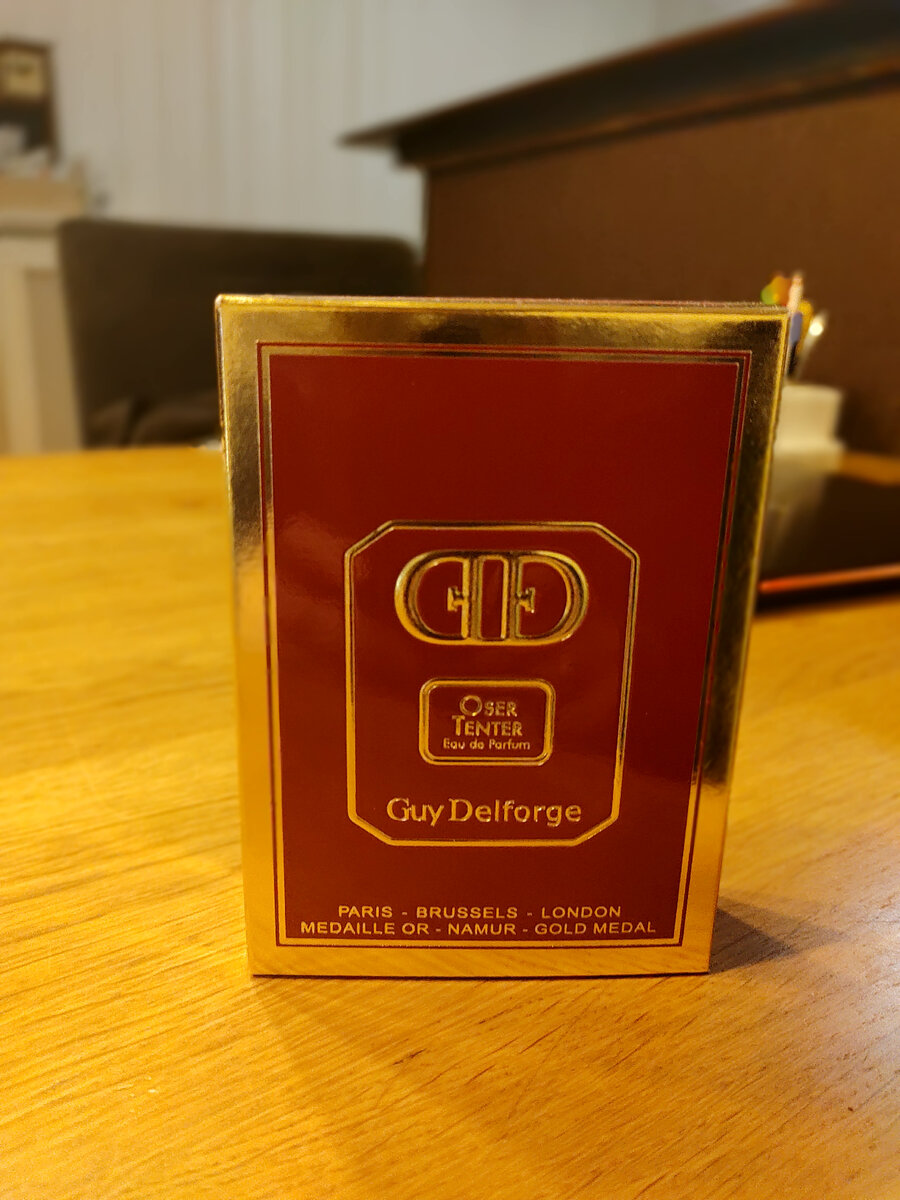 OSER
TENTER
Eau de Parfum
Guy Delforge
PARIS - BRUSSELS - LONDON
MEDAILLE OR - NAMUR - GOLD MEDAL